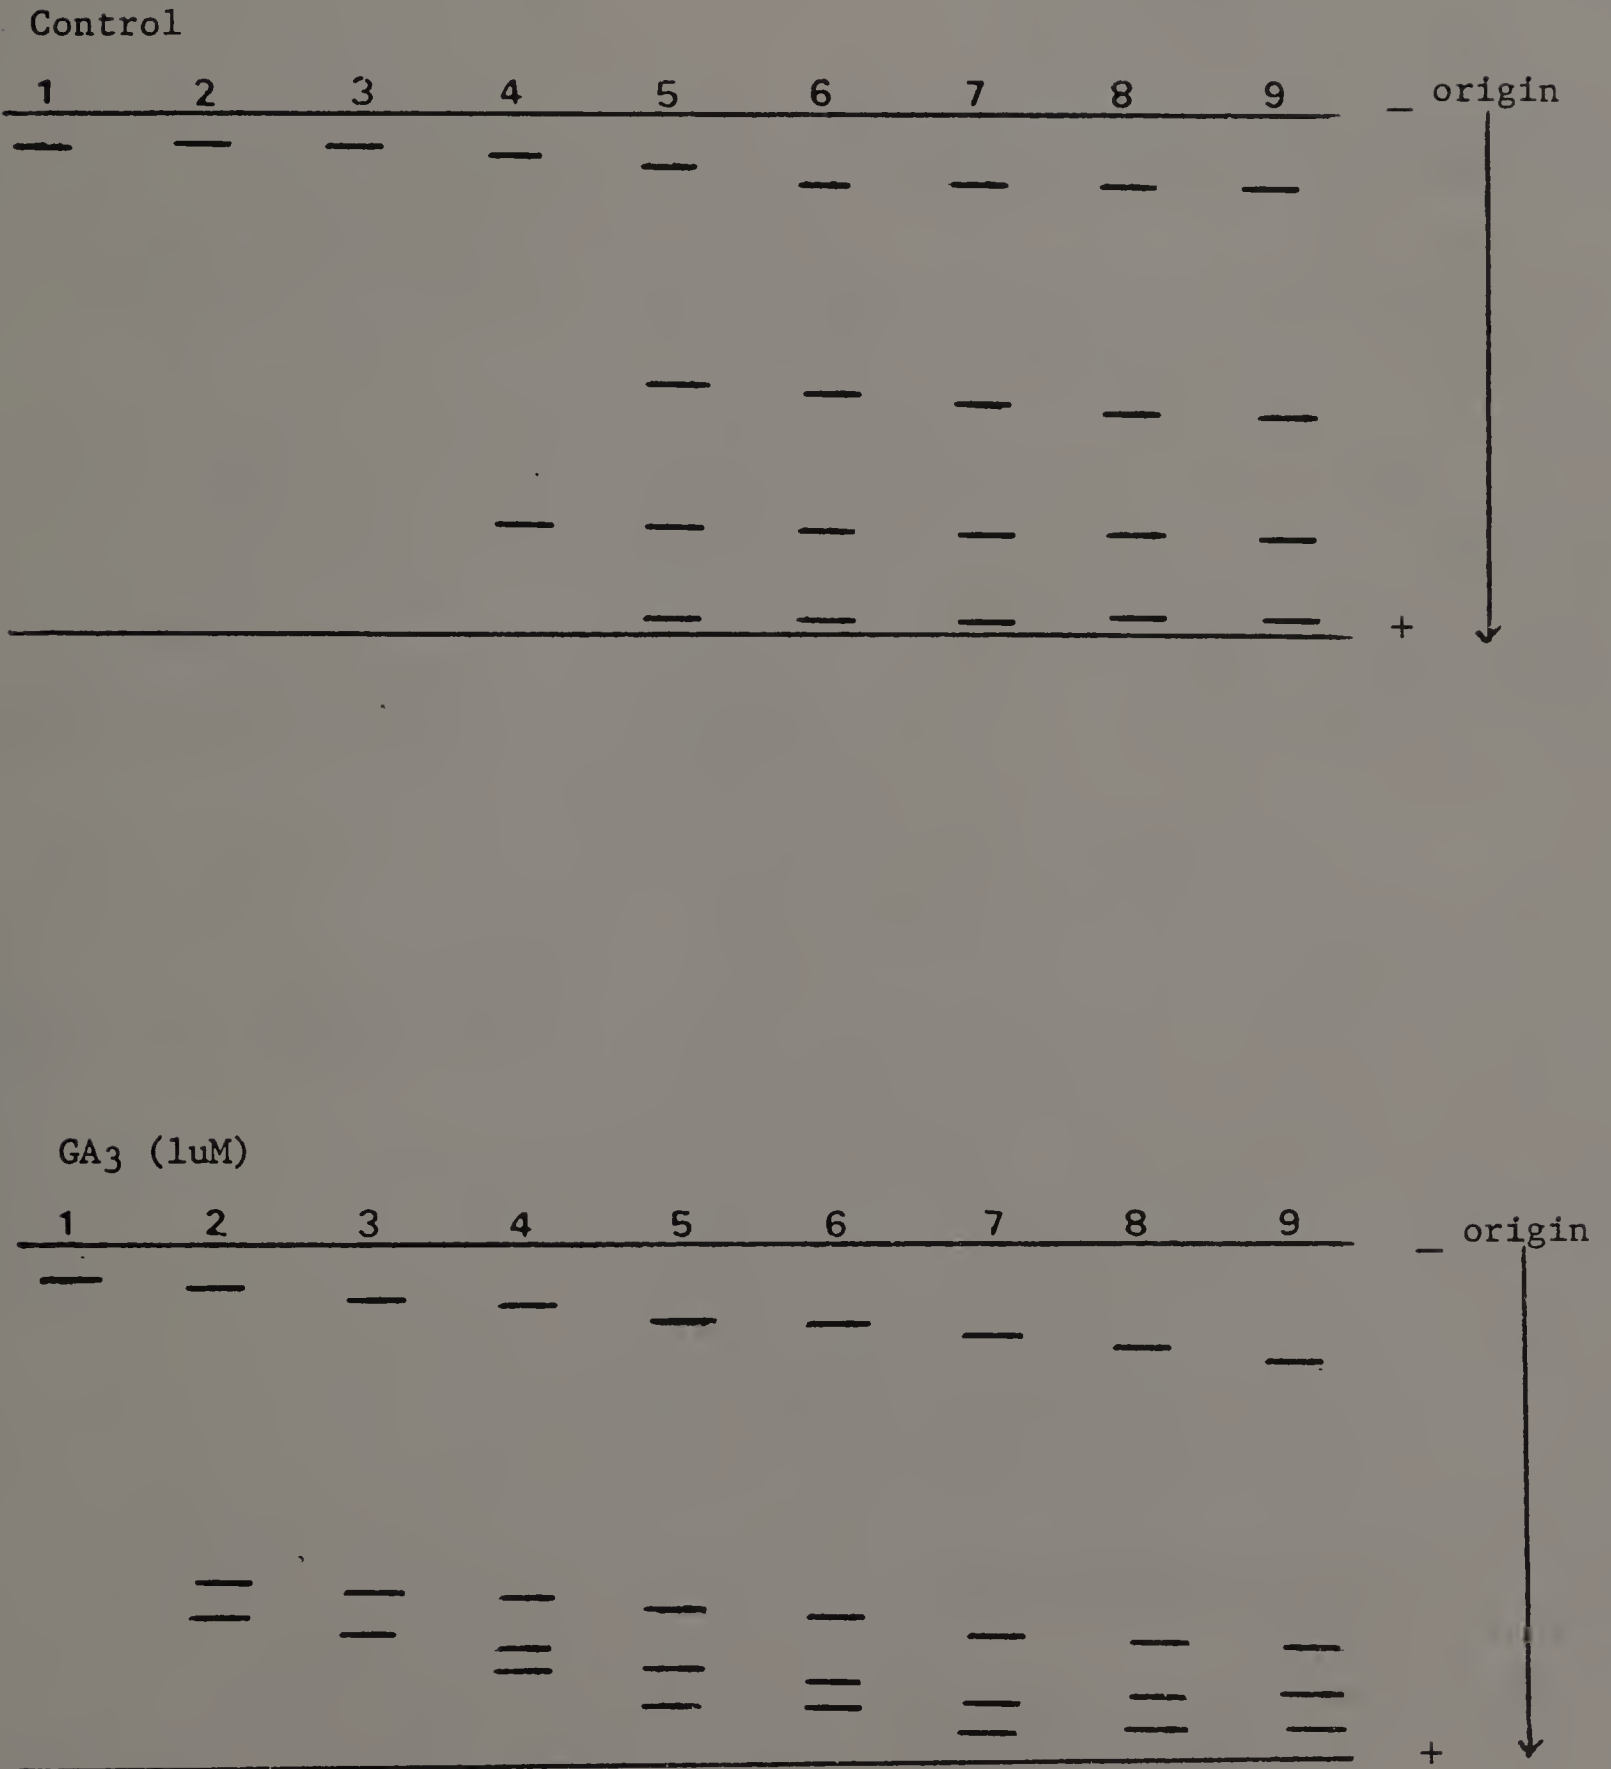 Control
1 2 3 4 5 6 7 8 9 — origin
+
GA3 (1uM)
1 2 3 4 5 6 7 8 9 — origin
+